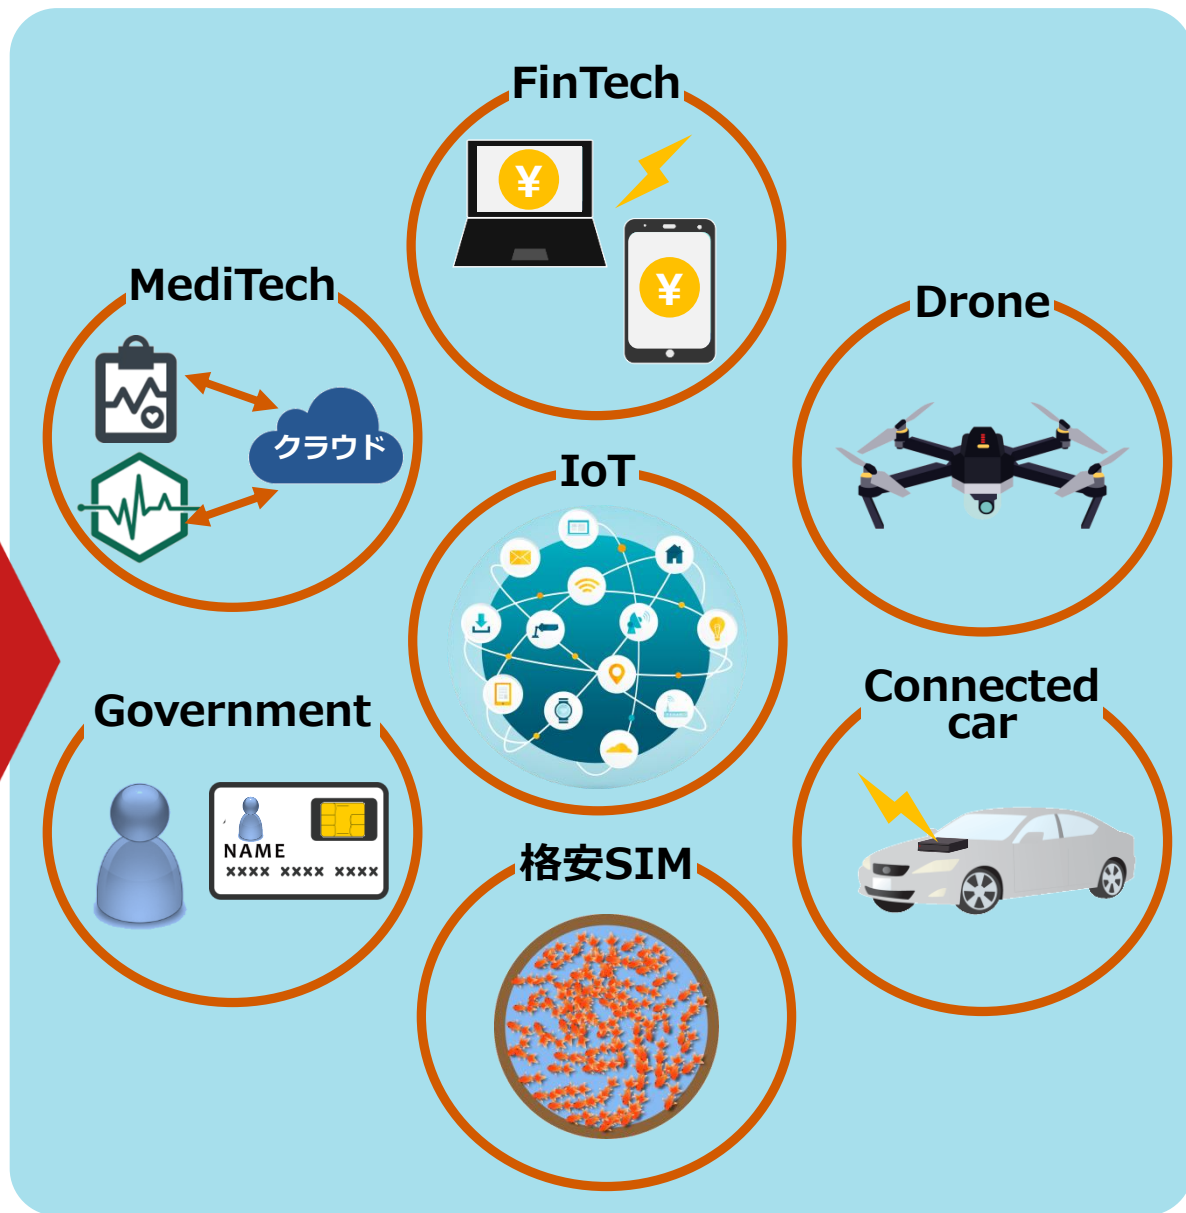 FinTech
¥
¥
MediTech
クラウド
Drone
IoT
Government
NAME
xxxx xxxx xxxx
Connected
car
格安SIM